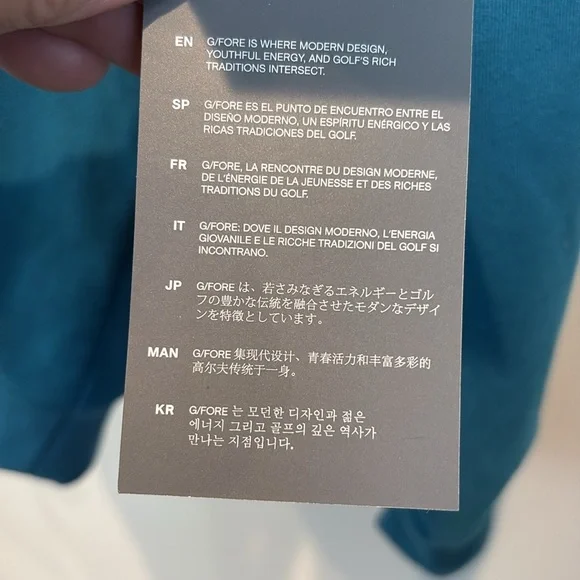 EN G/FORE IS WHERE MODERN DESIGN,
YOUTHFUL ENERGY, AND GOLF'S RICH
TRADITIONS INTERSECT.
SP G/FORE ES EL PUNTO DE ENCUENTRO ENTRE EL
DISEÑO MODERNO, UN ESPÍRITU ENÉRGICO Y LAS
RICAS TRADICIONES DEL GOLF.
FR G/FORE, LA RENCONTRE DU DESIGN MODERNE,
DE L'ÉNERGIE DE LA JEUNESSE ET DES RICHES
TRADITIONS DU GOLF.
IT G/FORE: DOVE IL DESIGN MODERNO, L'ENERGIA
GIOVANILE E LE RICCHE TRADIZIONI DEL GOLF SI
INCONTRANO.
JP G/FORE は、若さみなぎるエネルギーとゴル
フの豊かな伝統を融合させたモダンなデザイ
ンを特徴としています。
MAN G/FORE 集现代设计、青春活力和丰富多彩的
高尔夫传统于一身。
KR G/FORE 는 모던한 디자인과 젊은
에너지 그리고 골프의 깊은 역사가
만나는 지점입니다.